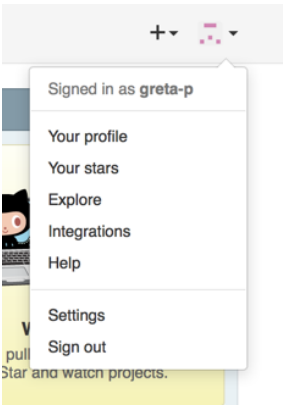 Signed in as greta-p
Your profile
Your stars
Explore
Integrations
Help
Settings
Sign out
pull
Star and watch projects.